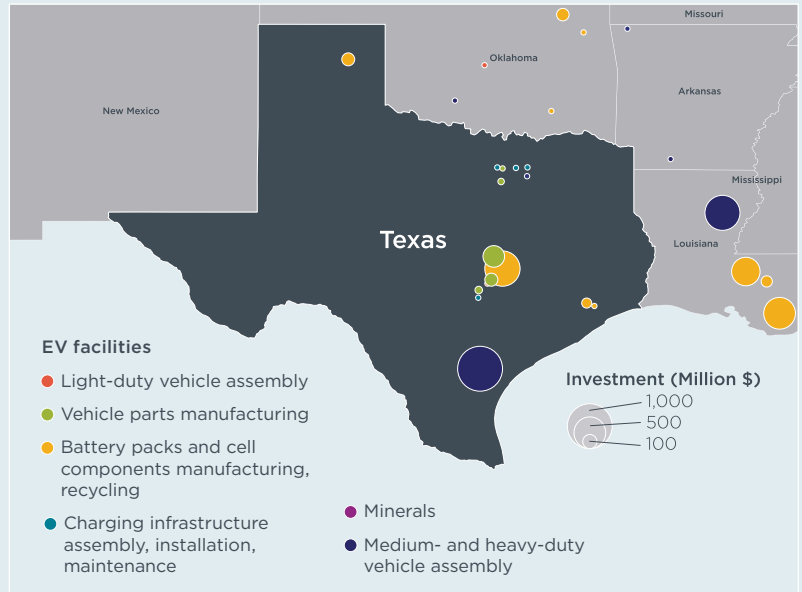 Missouri
Oklahoma
Arkansas
New Mexico
Mississippi
Texas
Louisiana
EV facilities
Light-duty vehicle assembly
Vehicle parts manufacturing
Battery packs and cell
components manufacturing,
recycling
Charging infrastructure
assembly, installation,
maintenance
Minerals
Medium- and heavy-duty
vehicle assembly
Investment (Million $)
1,000
500
100